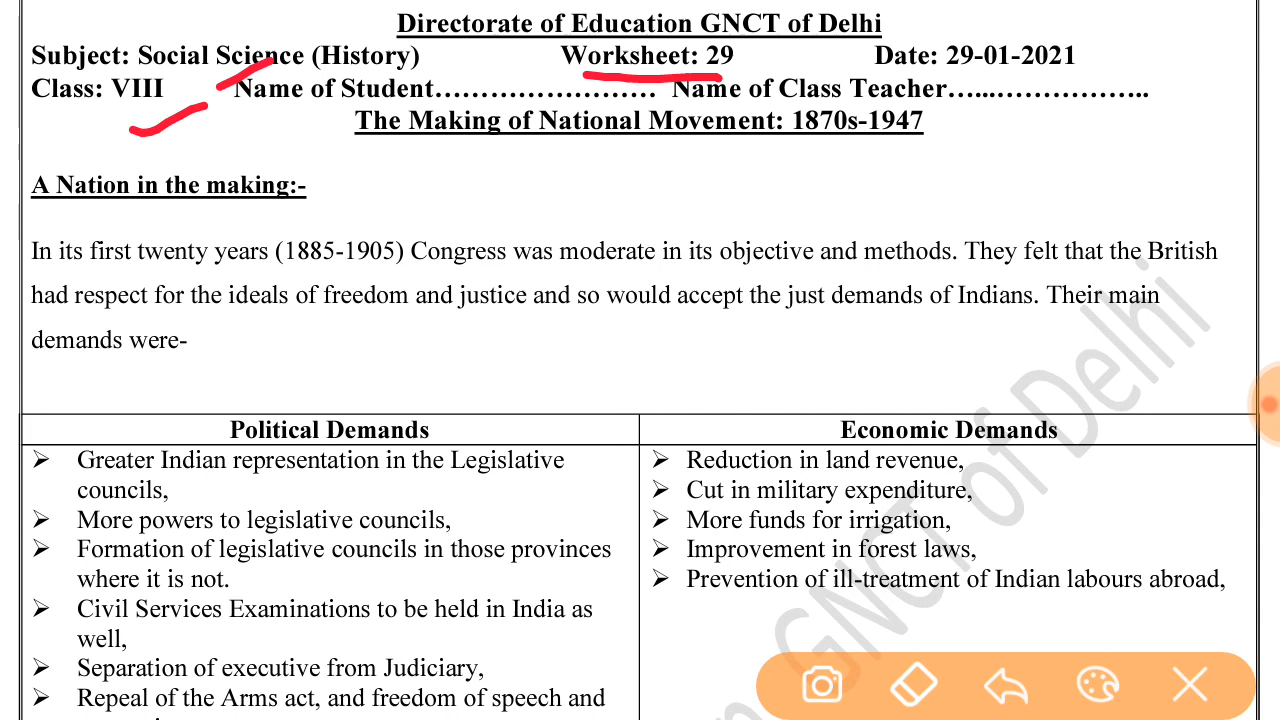 Directorate of Education GNCT of Delhi
Subject: Social Science (History) Worksheet: 29 Date: 29-01-2021
Class: VIII Name of Student…………………… Name of Class Teacher…...……………..
The Making of National Movement: 1870s-1947
A Nation in the making:-
In its first twenty years (1885-1905) Congress was moderate in its objective and methods. They felt that the British
had respect for the ideals of freedom and justice and so would accept the just demands of Indians. Their main
demands were-
Political Demands
Greater Indian representation in the Legislative
councils,
More powers to legislative councils,
Formation of legislative councils in those provinces
where it is not.
Civil Services Examinations to be held in India as
well,
Separation of executive from Judiciary,
Repeal of the Arms act, and freedom of speech and
Economic Demands
Reduction in land revenue,
Cut in military expenditure,
More funds for irrigation,
Improvement in forest laws,
Prevention of ill-treatment of Indian labours abroad,
GNCT of Delhi